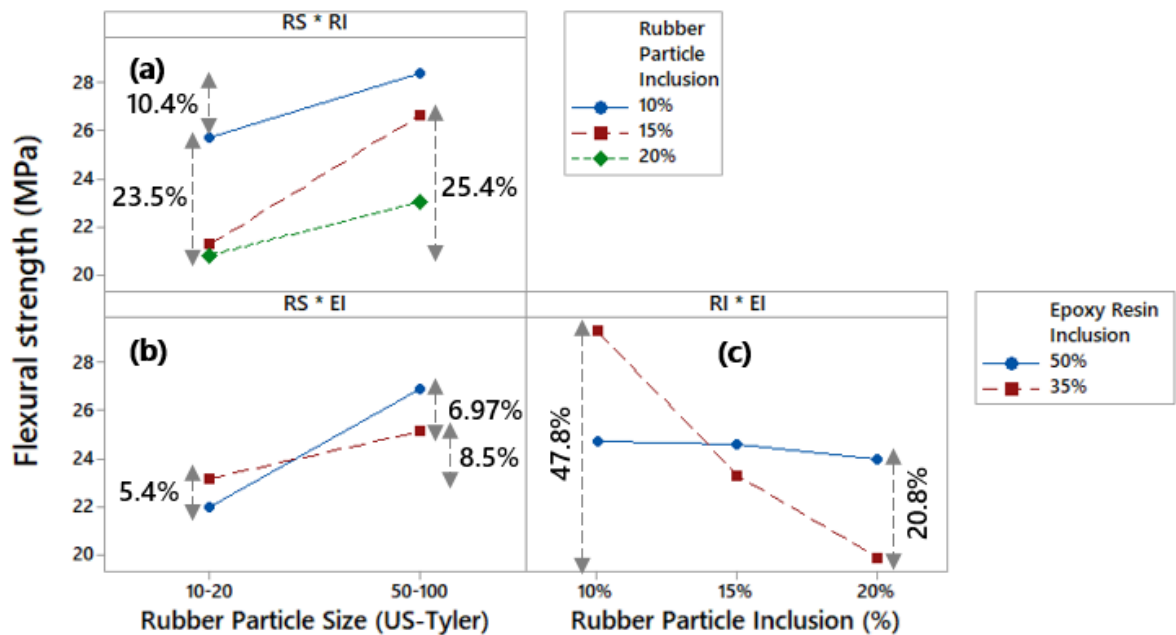 RS * RI
(a)
28
26
24
22
20
10.4%
23.5%
25.4%
Rubber
Particle
Inclusion
10%
15%
20%
Flexural strength (MPa)
RS * EI
RI * EI
(b)
(c)
28
26
24
22
20
5.4%
6.97%
8.5%
47.8%
20.8%
Epoxy Resin
Inclusion
50%
35%
10-20
50-100
10%
15%
20%
Rubber Particle Size (US-Tyler)
Rubber Particle Inclusion (%)